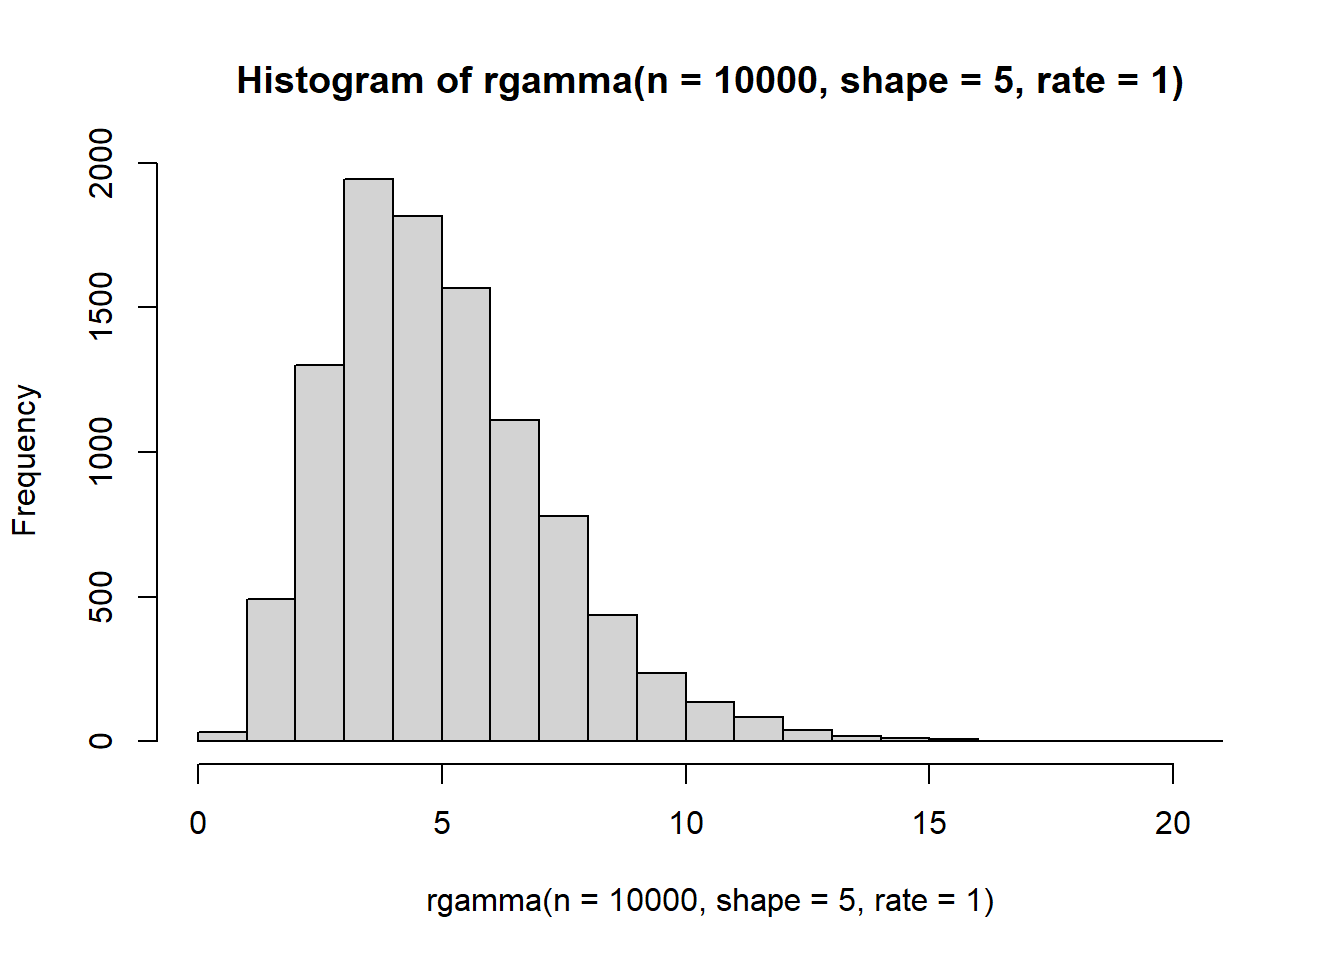 Histogram of rgamma(n = 10000, shape = 5, rate = 1)
2000
1500
1000
500
0
Frequency
0 5 10 15 20
rgamma(n = 10000, shape = 5, rate = 1)